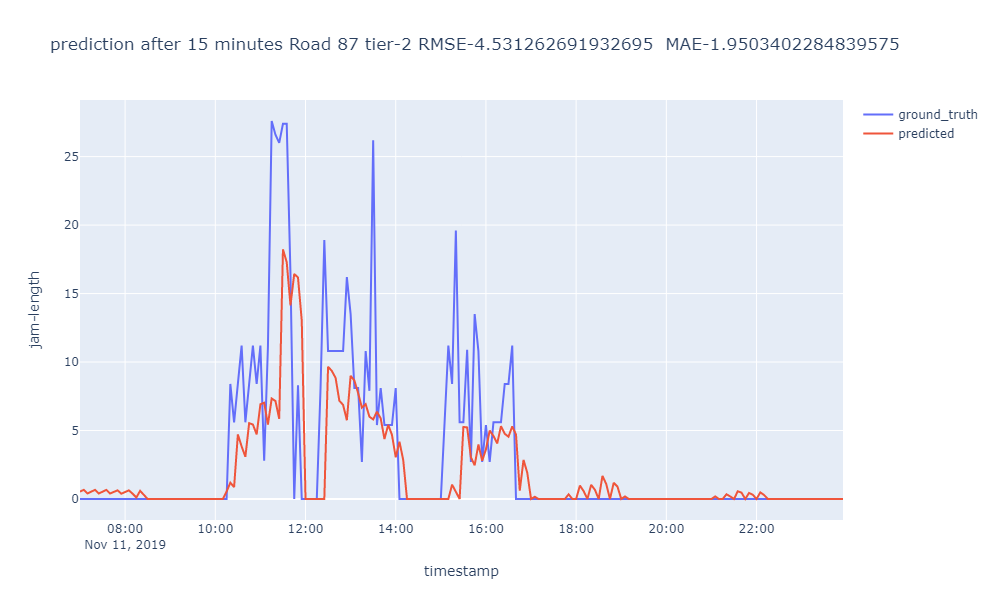 prediction after 15 minutes Road 87 tier-2 RMSE-4.531262691932695  MAE-1.9503402284839575
ground_truth
predicted
25
20
15
10
5
0
jam-length
08:00 10:00 12:00 14:00 16:00 18:00 20:00 22:00
Nov 11, 2019
timestamp